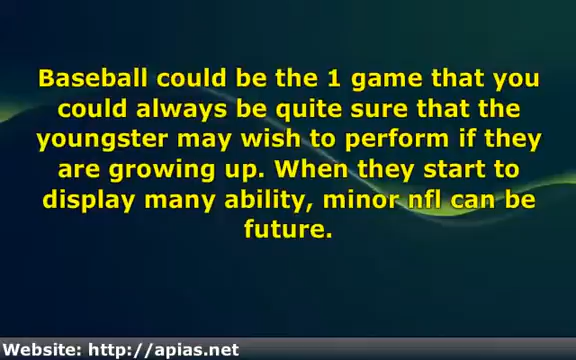 Baseball could be the 1 game that you
could always be quite sure that the
youngster may wish to perform if they
are growing up. When they start to
display many ability, minor nfl can be
future.
Website: http://apias.net